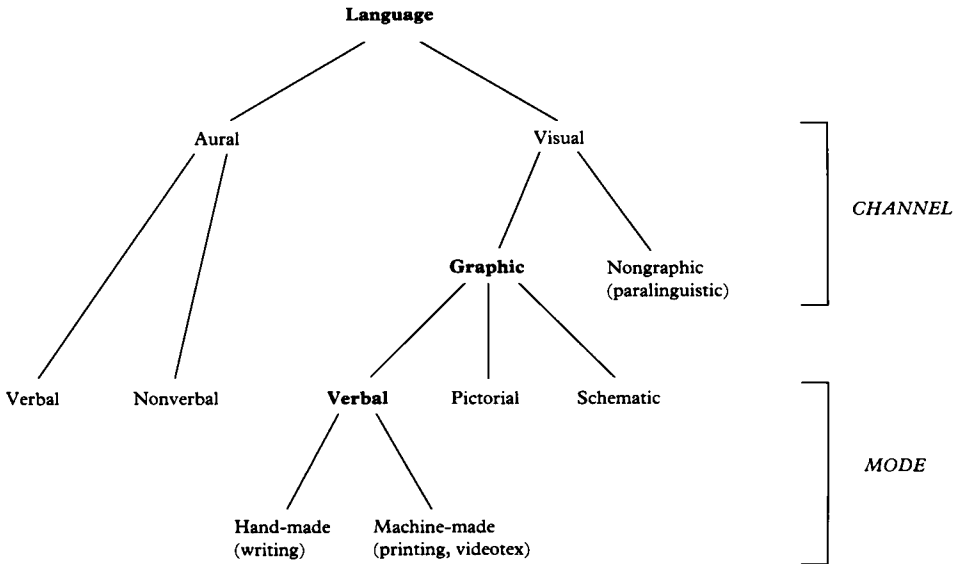 Language
Aural
Visual
CHANNEL
Graphic
Nongraphic
(paralinguistic)
Verbal
Nonverbal
Verbal
Pictorial
Schematic
MODE
Hand-made
(writing)
Machine-made
(printing, videotex)